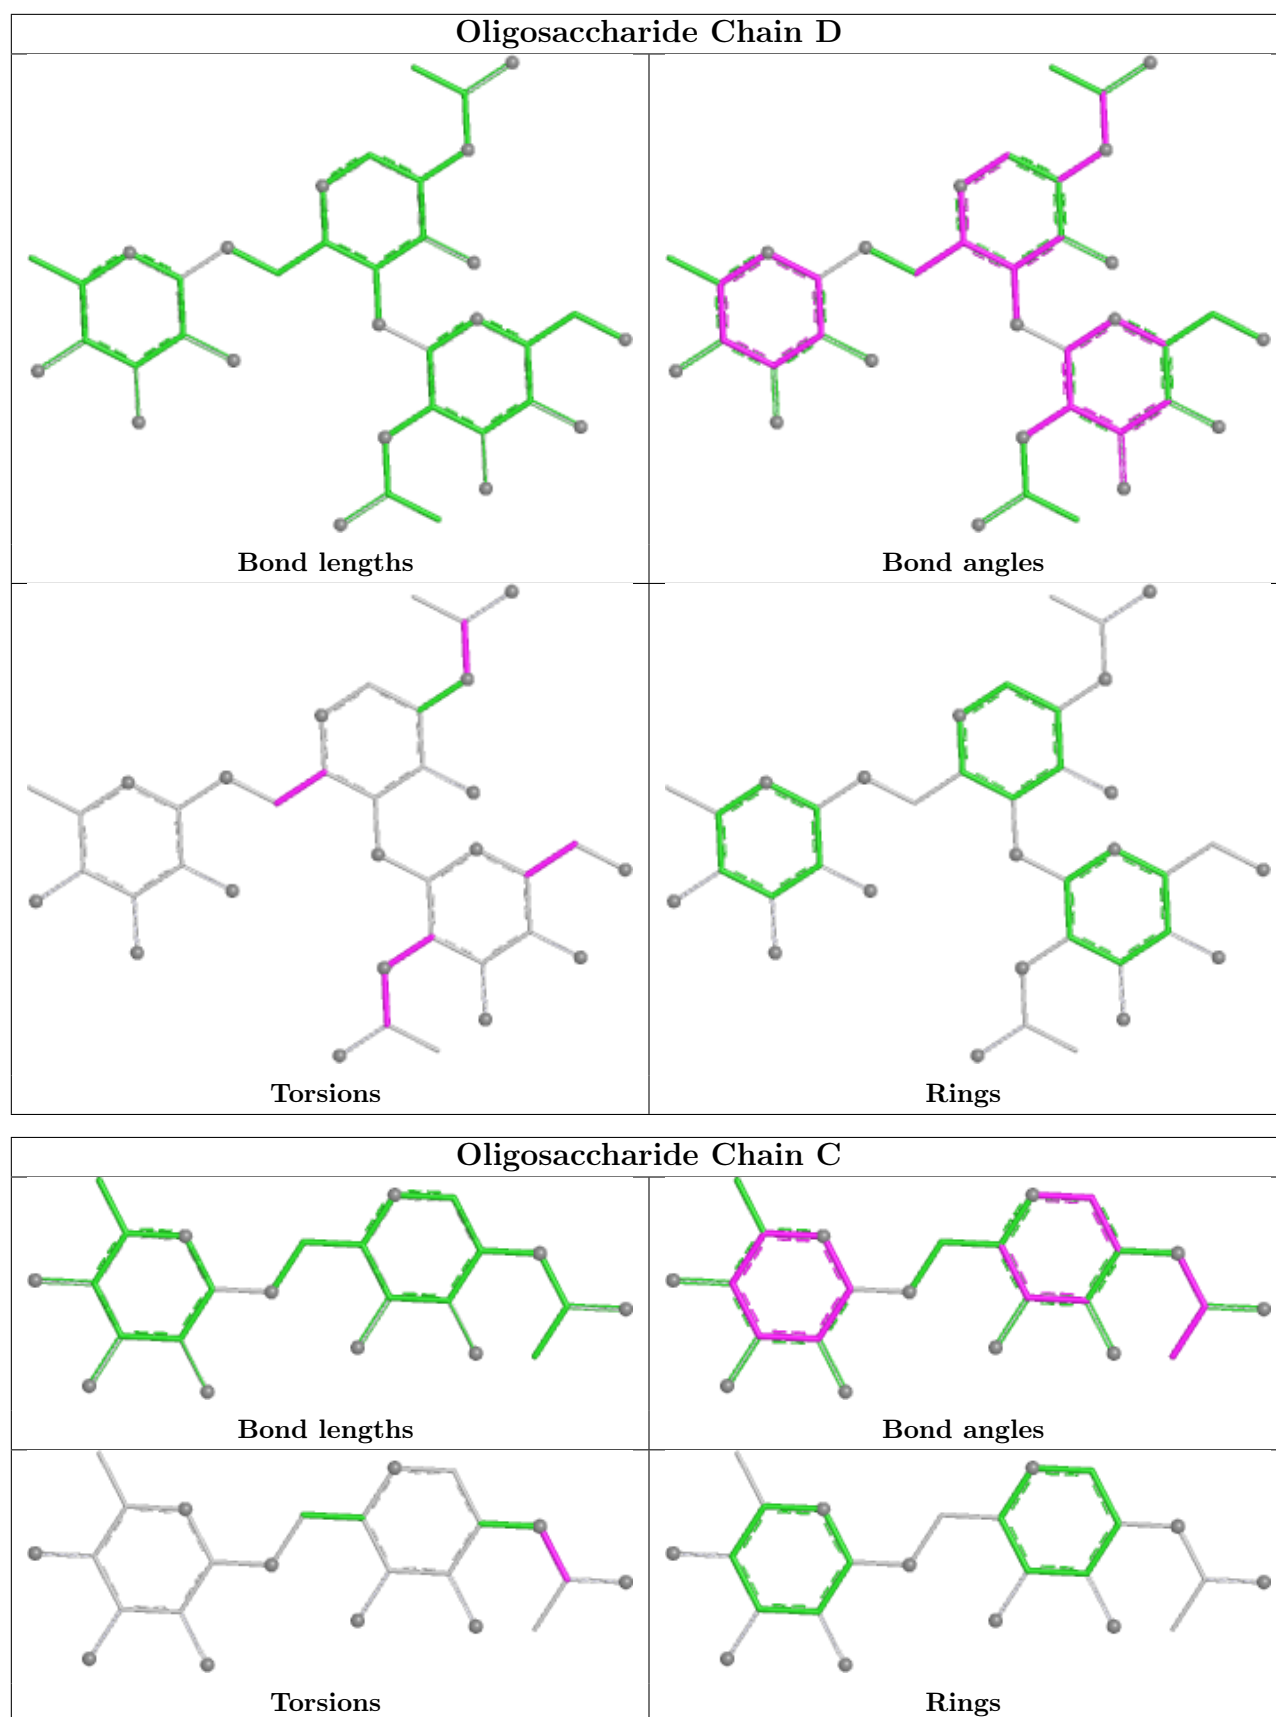 Oligosaccharide Chain D
Bond lengths
Bond angles
Torsions
Rings
Oligosaccharide Chain C
Bond lengths
Bond angles
Torsions
Rings